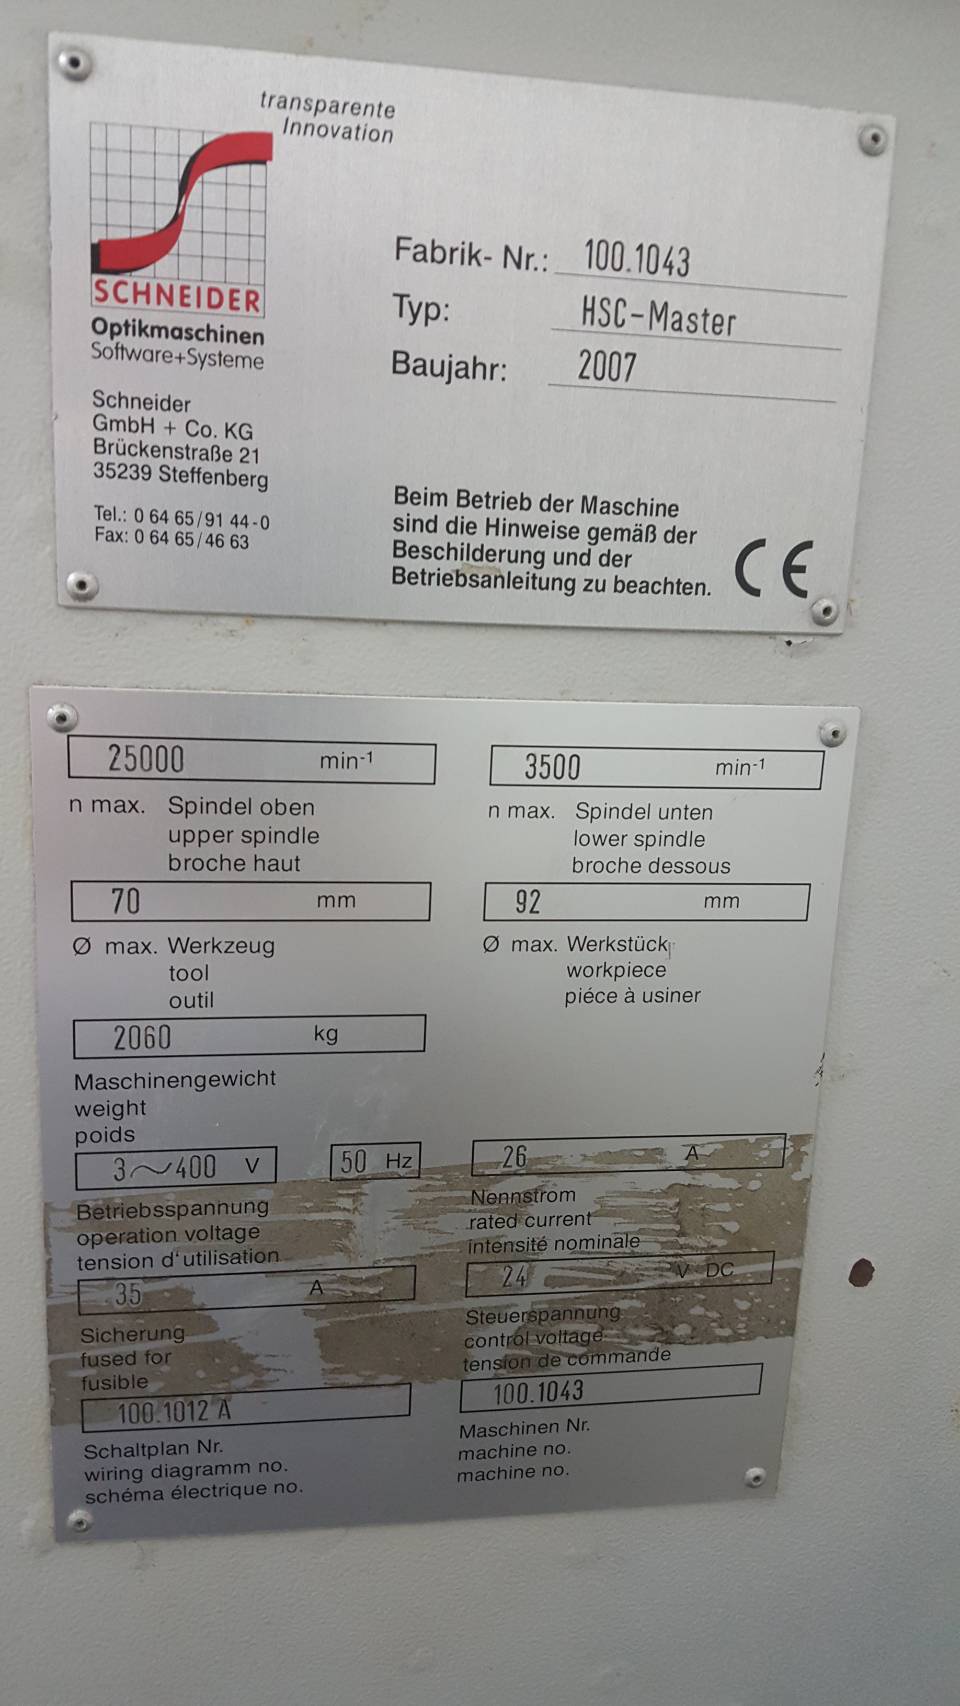 transparente
Innovation
SCHNEIDER
Optikmaschinen
Software+Systeme
Schneider
GmbH + Co. KG
Brückenstraße 21
35239 Steffenberg
Tel.: 0 64 65/91 44-0
Fax: 0 64 65/46 63
Fabrik- Nr.: 100.1043
Typ: HSC-Master
Baujahr: 2007
Beim Betrieb der Maschine
sind die Hinweise gemäß der
Beschilderung und der
Betriebsanleitung zu beachten.
CE
25000 min-1
n max. Spindel oben
upper spindle
broche haut
3500 min-1
n max. Spindel unten
lower spindle
broche dessous
70 mm
Ø max. Werkzeug
tool
outil
92 mm
Ø max. Werkstück
workpiece
piéce à usiner
2060 kg
Maschinengewicht
weight
poids
3~400 V
50 Hz
Betriebsspannung
operation voltage
tension d'utilisation
26 A
Nennstrom
rated current
intensité nominale
35 A
Sicherung
fused for
fusible
24 V DC
Steuerspannung
control voltage
tension de commande
100.1012 A
Schaltplan Nr.
wiring diagramm no.
schéma électrique no.
100.1043
Maschinen Nr.
machine no.
machine no.